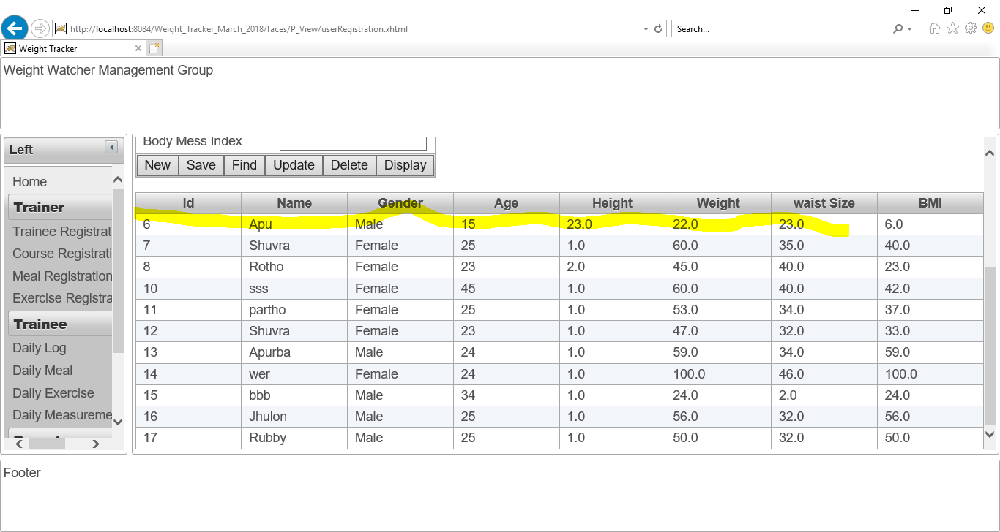 http://localhost:8084/Weight_Tracker_March_2018/faces/P_View/userRegistration.xhtml
Search...
Weight Tracker
Weight Watcher Management Group
Left
Home
Trainer
Trainee Registrat
Course Registrati
Meal Registration
Exercise Registra
Trainee
Daily Log
Daily Meal
Daily Exercise
Daily Measureme
Body Mess Index
New Save Find Update Delete Display
Id Name Gender Age Height Weight waist Size BMI
6 Apu Male 15 23.0 22.0 23.0 6.0
7 Shuvra Female 25 1.0 60.0 35.0 40.0
8 Rotho Female 23 2.0 45.0 40.0 23.0
10 sss Female 45 1.0 60.0 40.0 42.0
11 partho Female 25 1.0 53.0 34.0 37.0
12 Shuvra Female 23 1.0 47.0 32.0 33.0
13 Apurba Male 24 1.0 59.0 34.0 59.0
14 wer Female 24 1.0 100.0 46.0 100.0
15 bbb Male 34 1.0 24.0 2.0 24.0
16 Jhulon Male 25 1.0 56.0 32.0 56.0
17 Rubby Male 25 1.0 50.0 32.0 50.0
Footer